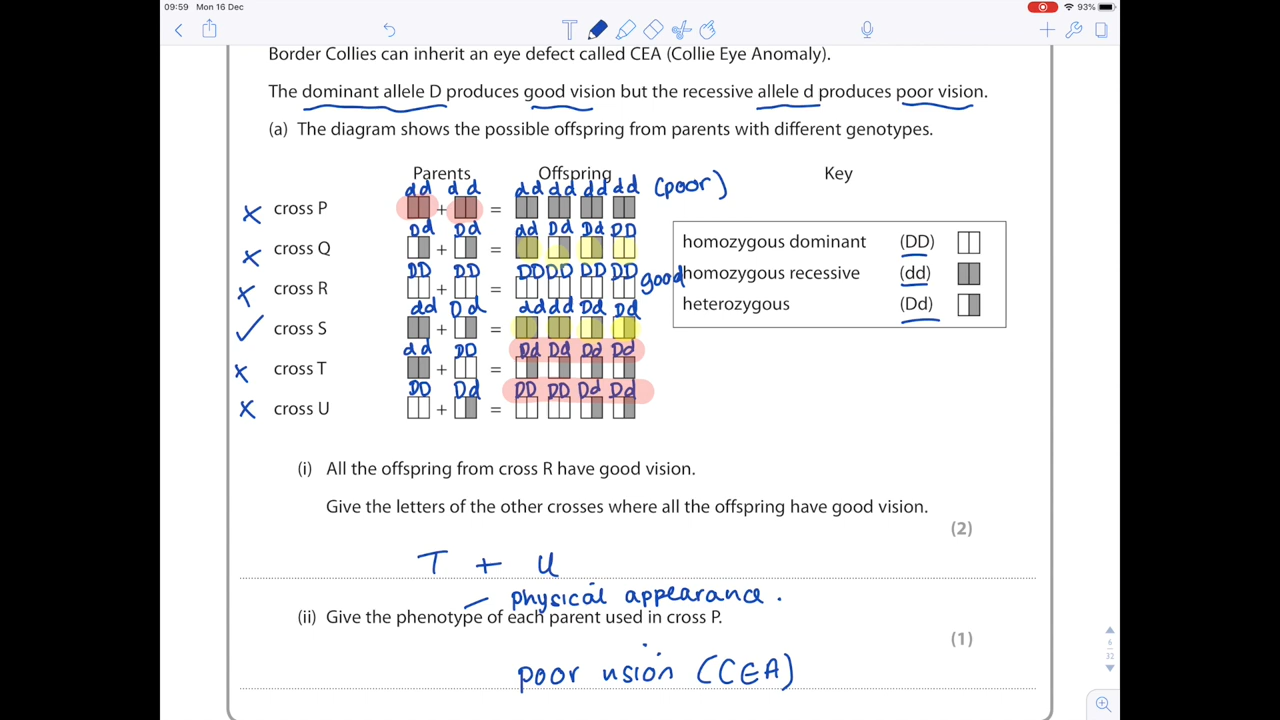 09:59 Mon 16 Dec
93%
Border Collies can inherit an eye defect called CEA (Collie Eye Anomaly).
The dominant allele D produces good vision but the recessive allele d produces poor vision.
(a) The diagram shows the possible offspring from parents with different genotypes.
Parents Offspring Key
dd dd dd dd dd dd (poor)
cross P + =
Dd Dd dd Dd Dd DD
cross Q + =
homozygous dominant (DD)
DD DD DD DD DD DD good
homozygous recessive (dd)
cross R + =
dd Dd dd dd Dd Dd
heterozygous (Dd)
cross S + =
dd DD Dd Dd Dd Dd
cross T + =
DD Dd DD DD Dd Dd
cross U + =
(i) All the offspring from cross R have good vision.
Give the letters of the other crosses where all the offspring have good vision.
(2)
T + U
physical appearance.
(ii) Give the phenotype of each parent used in cross P.
(1)
poor vision (CEA)
6
32